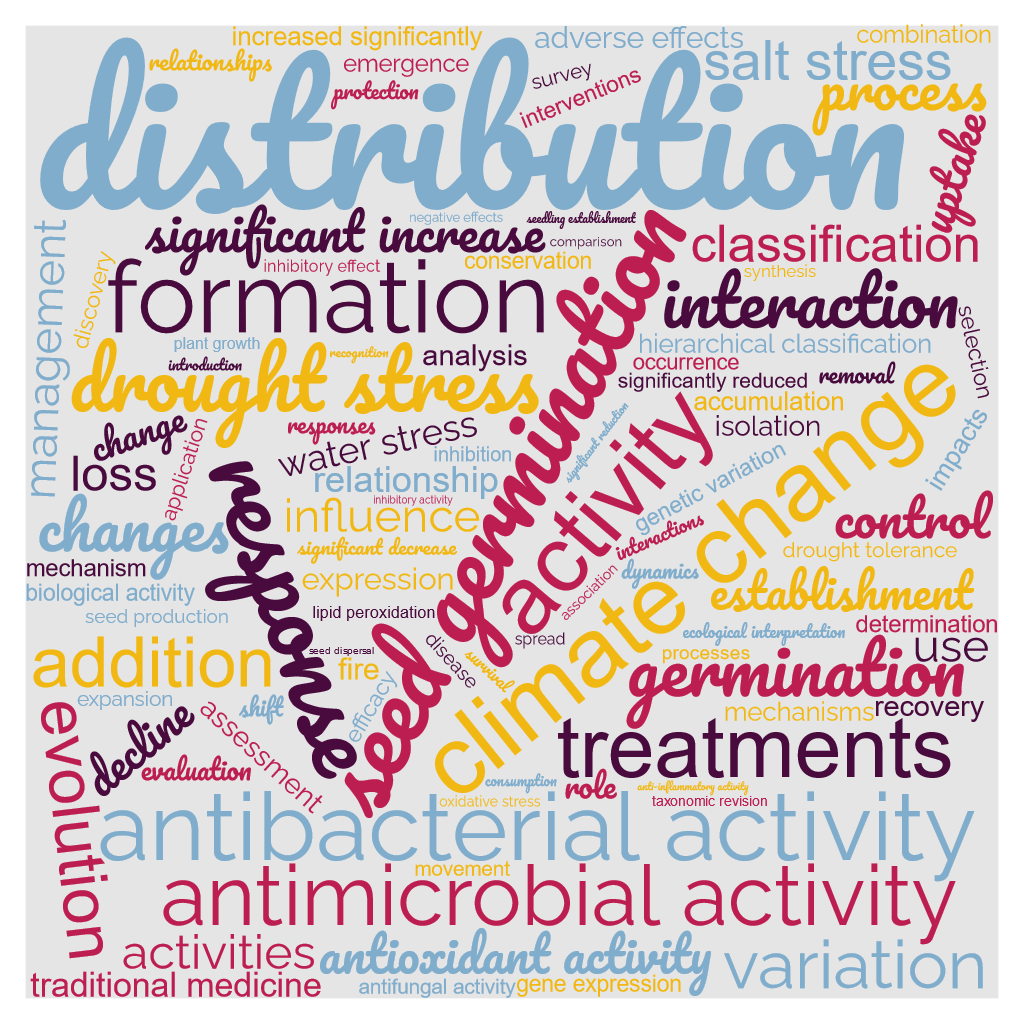 increased significantly
adverse effects
combination
relationships
emergence
survey
salt stress
protection
interventions
process
distribution
uptake
management
negative effects
seedling establishment
significant increase
comparison
classification
discovery
inhibitory effect
conservation
synthesis
formation
interaction
selection
plant growth
recognition
hierarchical classification
introduction
analysis
occurrence
drought stress
significantly reduced
removal
accumulation
change
responses
water stress
isolation
impacts
application
significant reduction
loss
inhibition
relationship
genetic variation
inhibitory activity
seed germination
activity
climate change
response
changes
influence
control
interactions
significant decrease
drought tolerance
mechanism
expression
association
dynamics
establishment
biological activity
seed production
lipid peroxidation
ecological interpretation
determination
spread
disease
use
seed dispersal
addition
fire
survival
processes
germination
expansion
shift
efficacy
mechanisms
recovery
evolution
decline
assessment
treatments
evaluation
consumption
role
anti-inflammatory activity
oxidative stress
taxonomic revision
antibacterial activity
movement
antimicrobial activity
activities
antioxidant activity
variation
traditional medicine
antifungal activity
gene expression